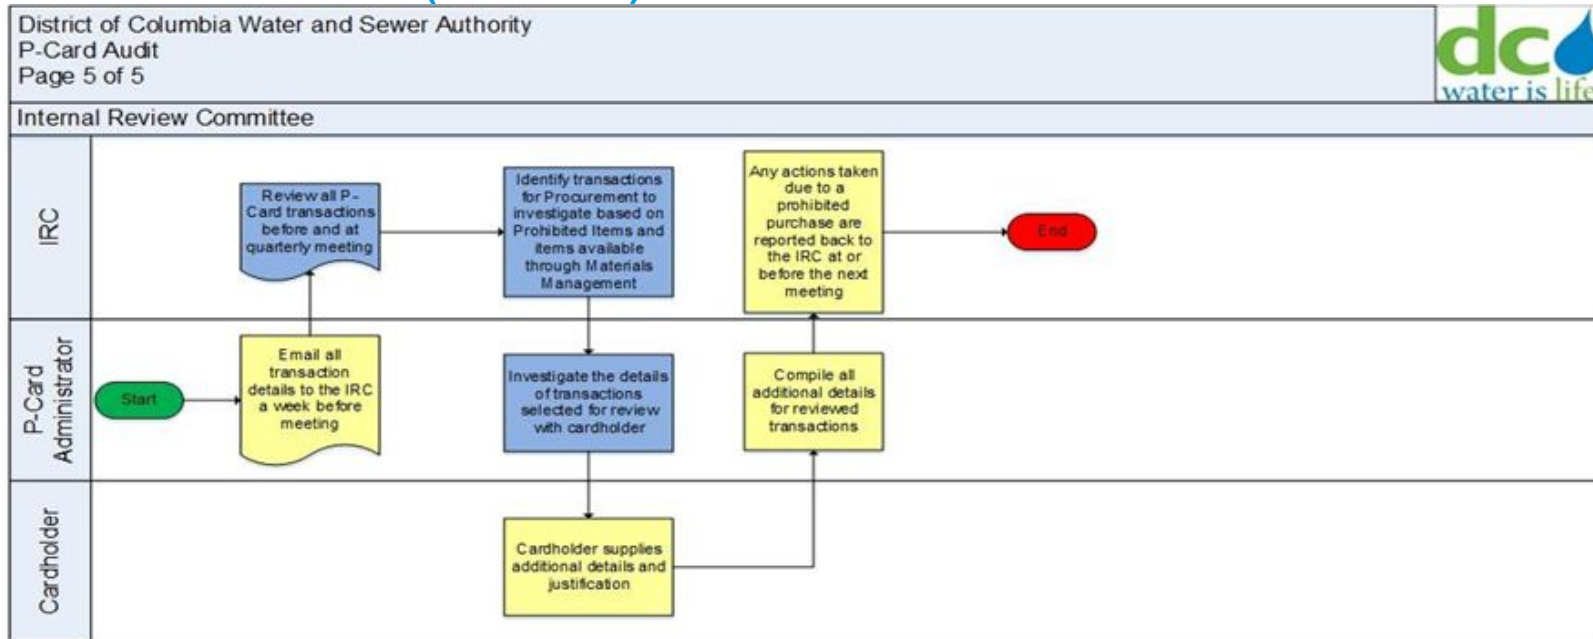 District of Columbia Water and Sewer Authority
P-Card Audit
Page 5 of 5
dc
water is life
Internal Review Committee
IRC
Review all P-
Card transactions
before and at
quarterly meeting
Identify transactions
for Procurement to
investigate based on
Prohibited Items and
items available
through Materials
Management
Any actions taken
due to a
prohibited
purchase are
reported back to
the IRC at or
before the next
meeting
End
P-Card
Administrator
Start
Email all
transaction
details to the IRC
a week before
meeting
Investigate the details
of transactions
selected for review
with cardholder
Compile all
additional details
for reviewed
transactions
Cardholder
Cardholder supplies
additional details and
justification